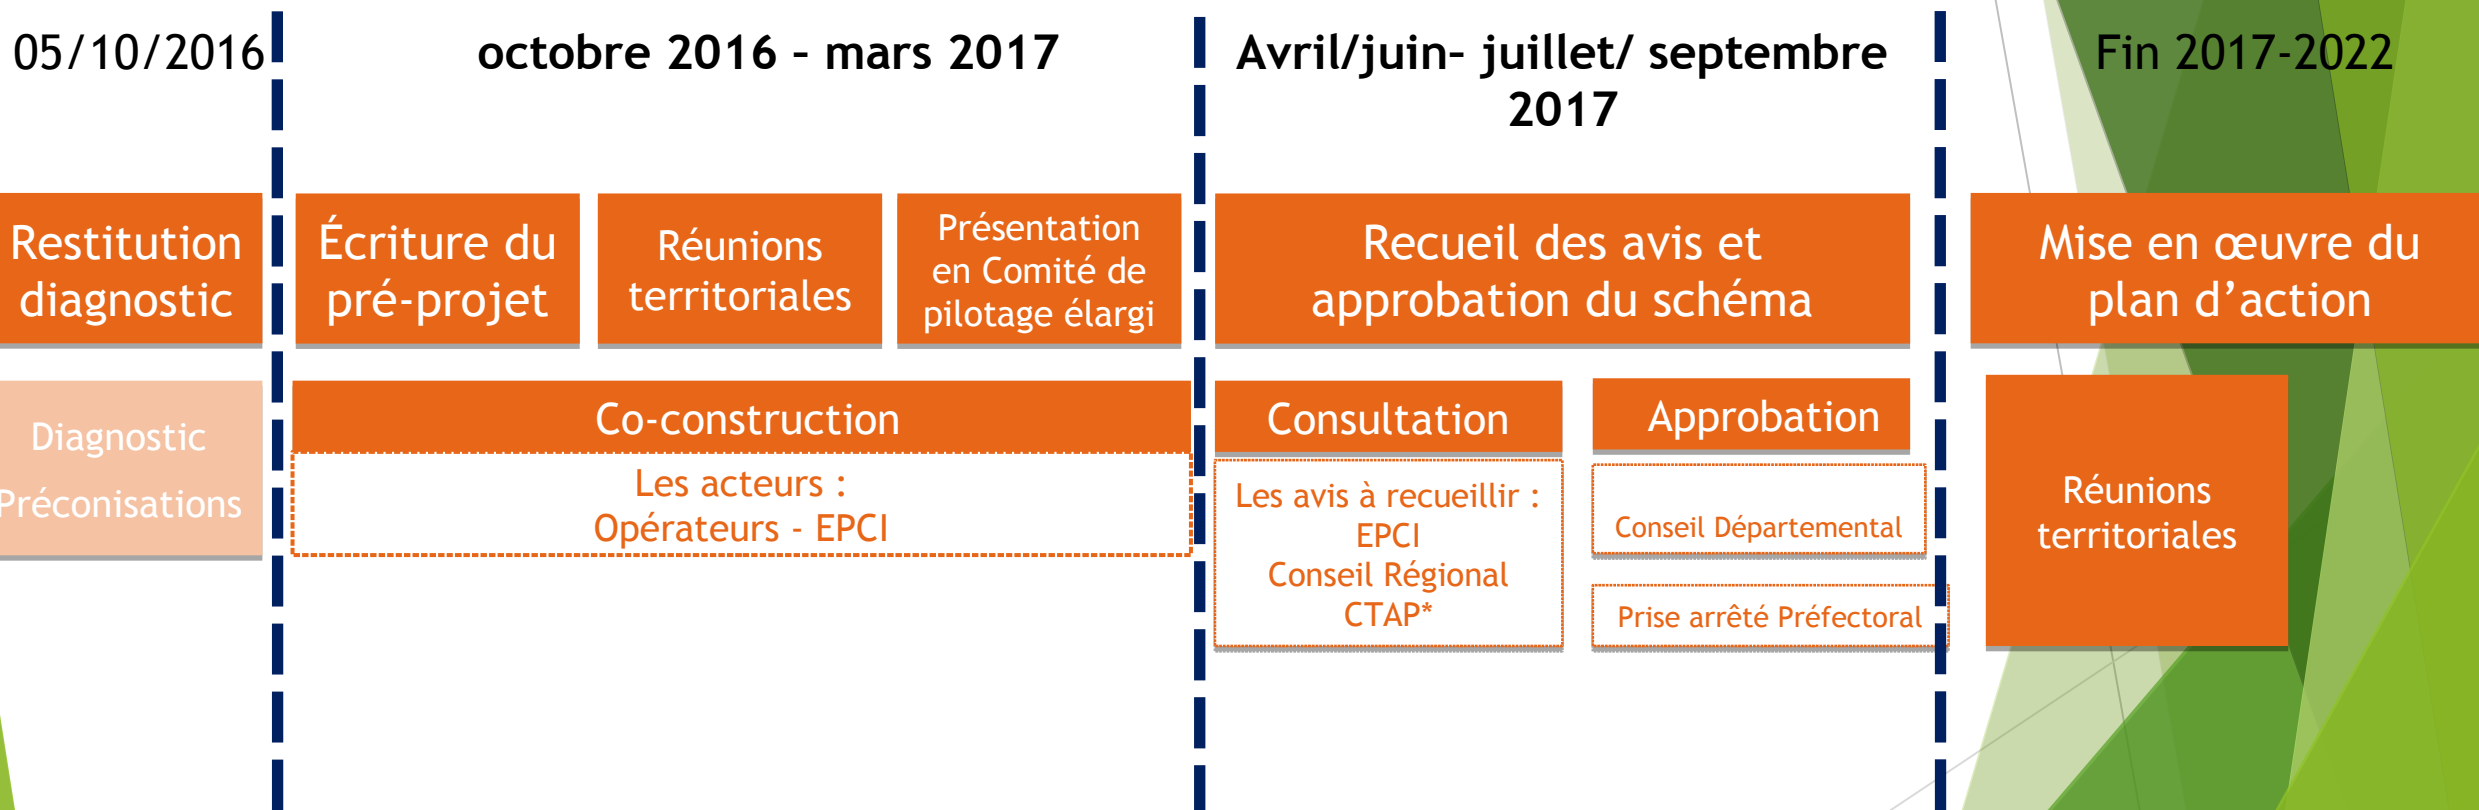 05/10/2016
octobre 2016 – mars 2017
Avril/juin– juillet/ septembre
2017
Fin 2017-2022
Restitution
diagnostic
Écriture du
pré-projet
Réunions
territoriales
Présentation
en Comité de
pilotage élargi
Recueil des avis et
approbation du schéma
Mise en œuvre du
plan d’action
Diagnostic
Préconisations
Co-construction
Les acteurs :
Opérateurs - EPCI
Consultation
Les avis à recueillir :
EPCI
Conseil Régional
CTAP*
Approbation
Conseil Départemental
Prise arrêté Préfectoral
Réunions
territoriales